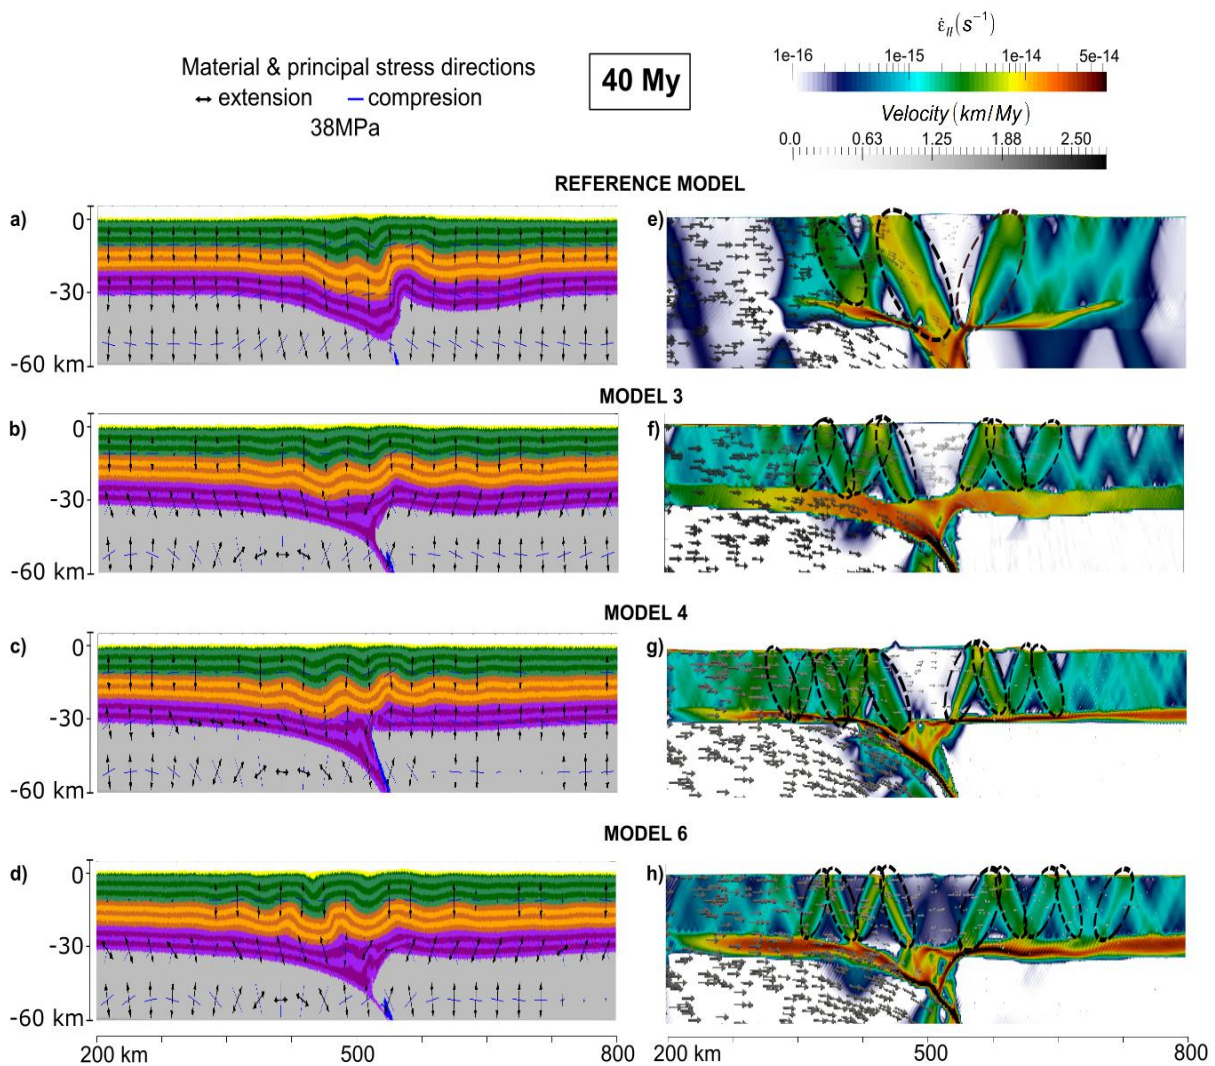 Material & principal stress directions
extension compresion
38MPa
40 My
ε̇II(s⁻¹)
1e-16 1e-15 1e-14 5e-14
Velocity (km/My)
0.0 0.63 1.25 1.88 2.50
REFERENCE MODEL
a) 0
-30
-60 km
e)
MODEL 3
b) 0
-30
-60 km
f)
MODEL 4
c) 0
-30
-60 km
g)
MODEL 6
d) 0
-30
-60 km
h)
200 km 500 800 200 km 500 800